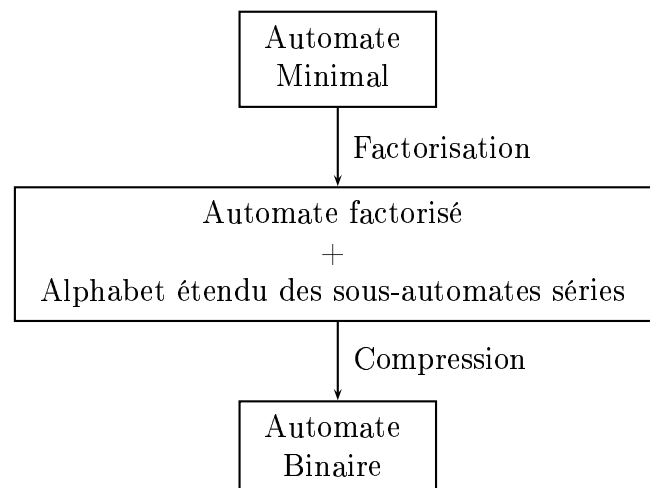 Automate
Minimal
Factorisation
Automate factorisé
+
Alphabet étendu des sous-automates séries
Compression
Automate
Binaire